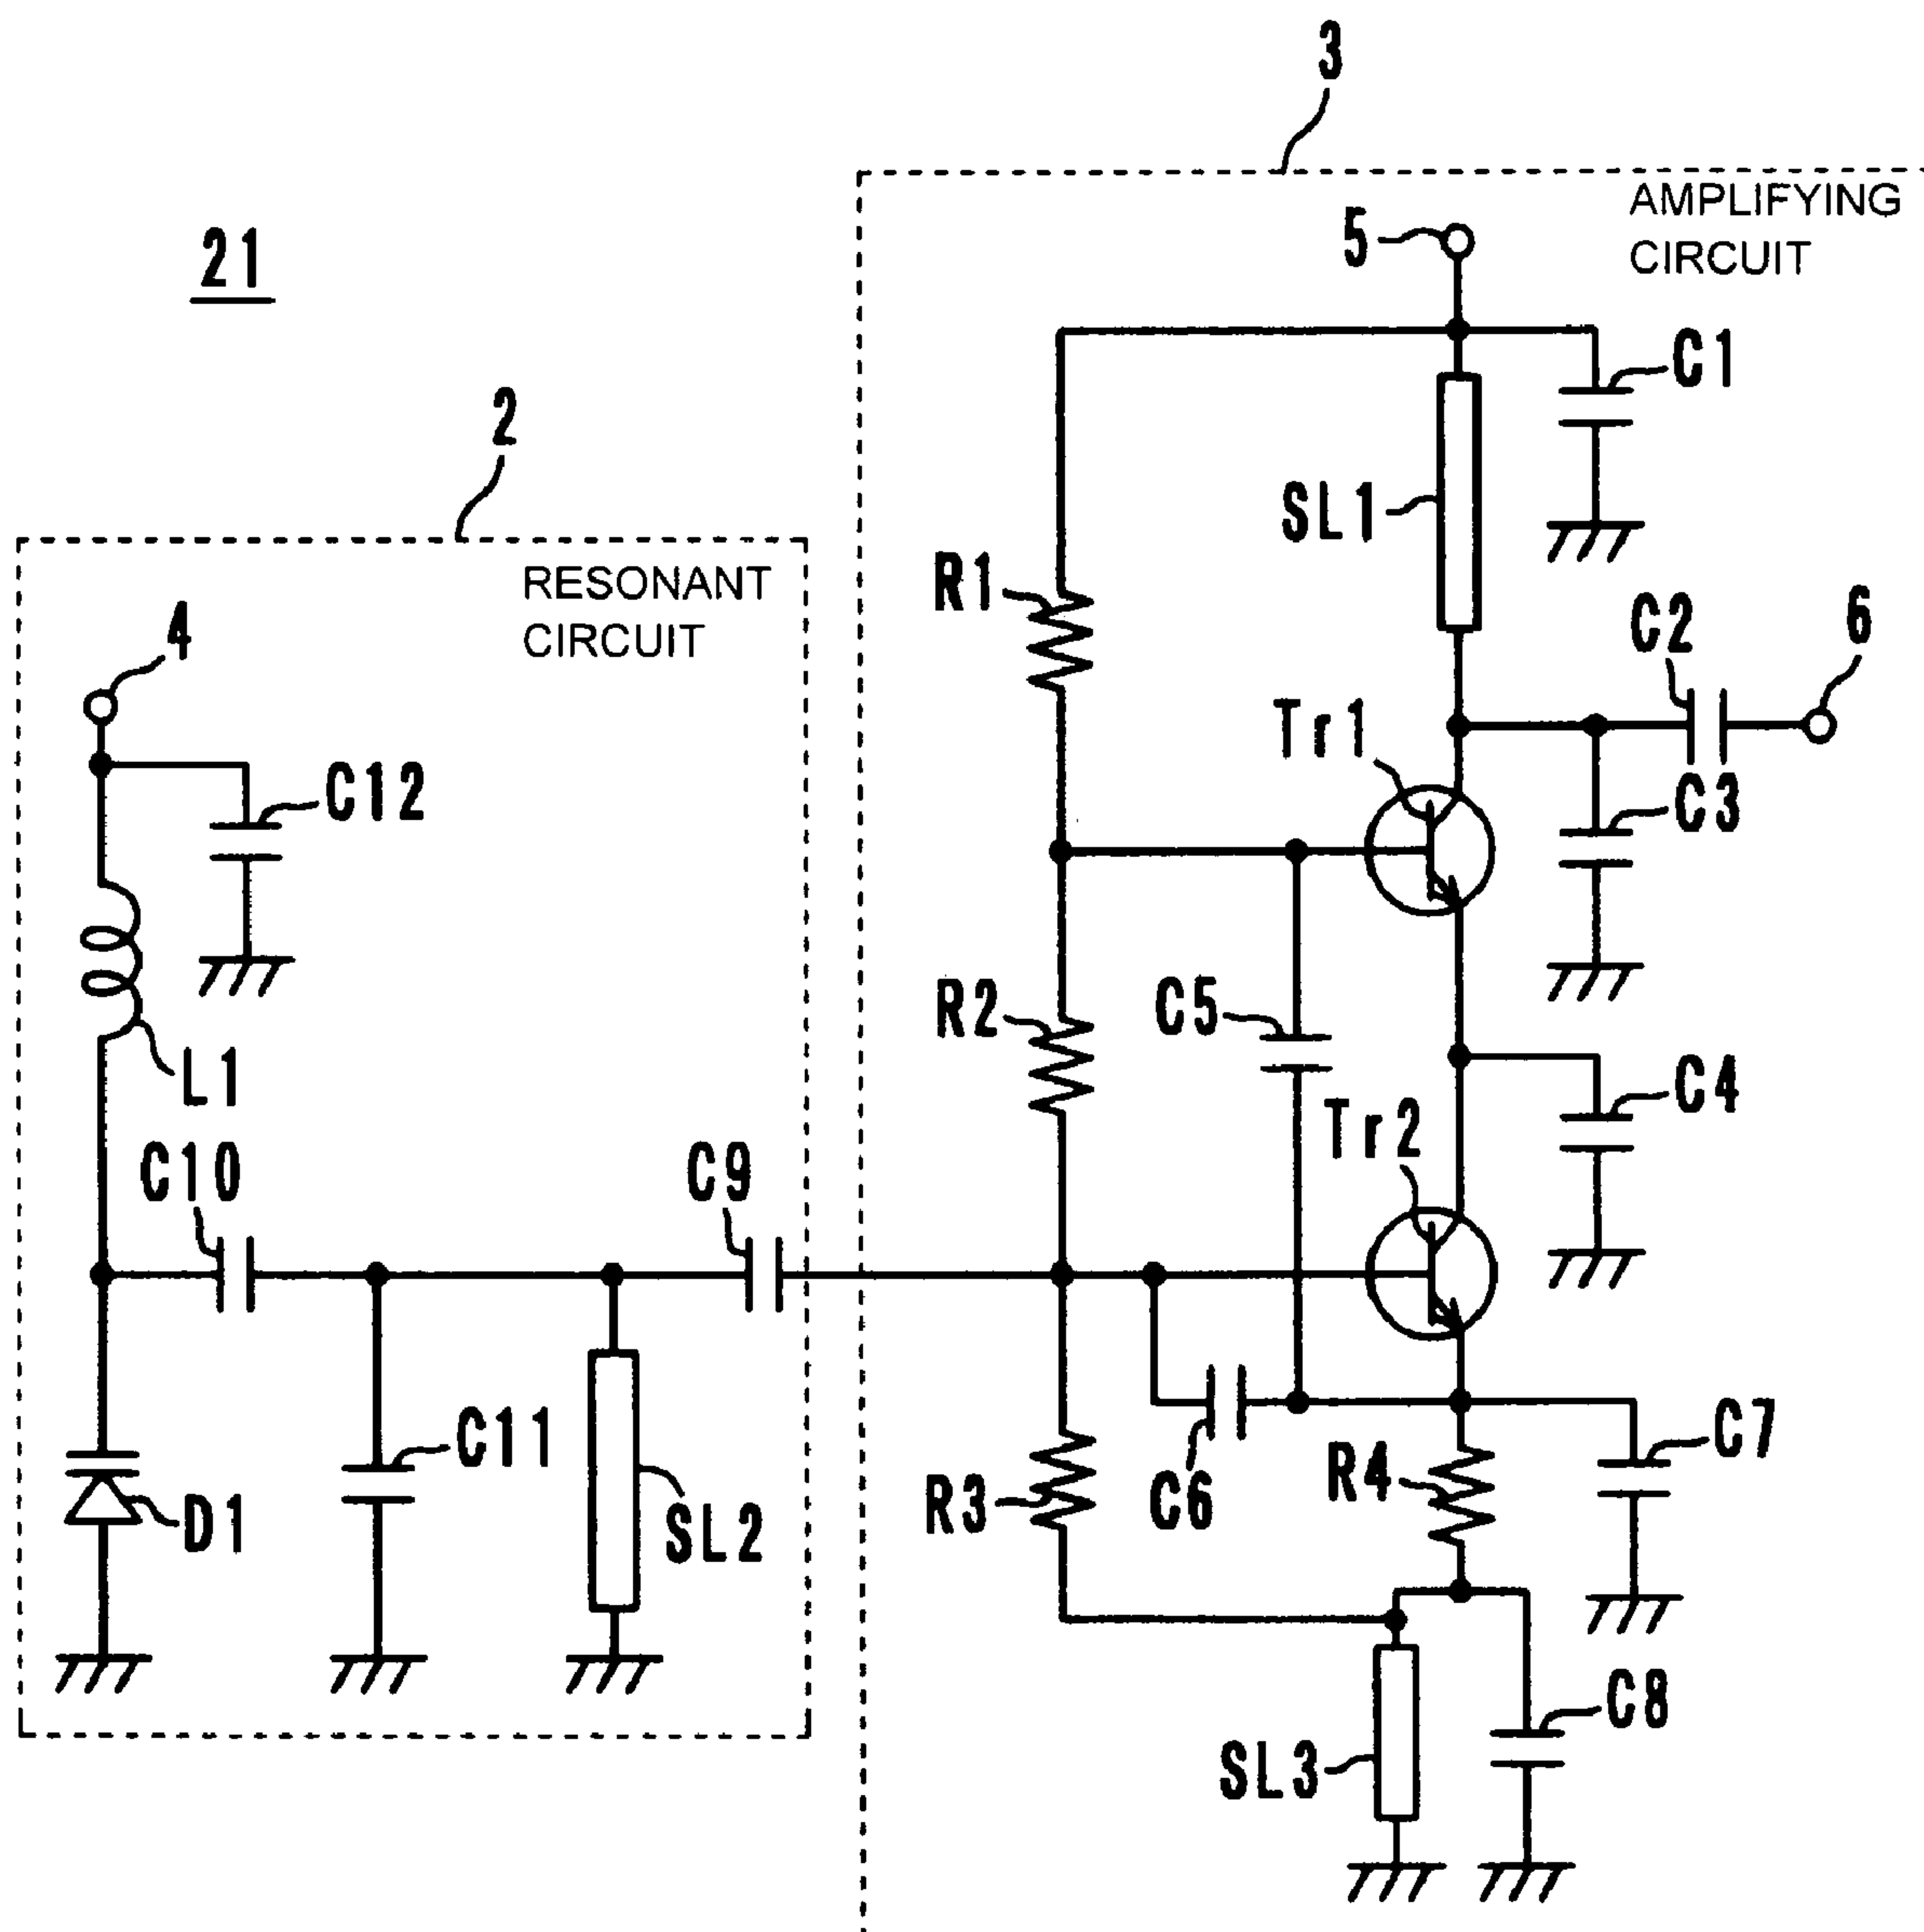 3
AMPLIFYING
CIRCUIT
5
21
C1
2
SL1
R1
RESONANT
CIRCUIT
C2
6
4
Tr1
C12
C3
R2
C5
L1
C4
Tr2
C10
C9
C11
C7
R4
D1
SL2
R3
C6
C8
SL3